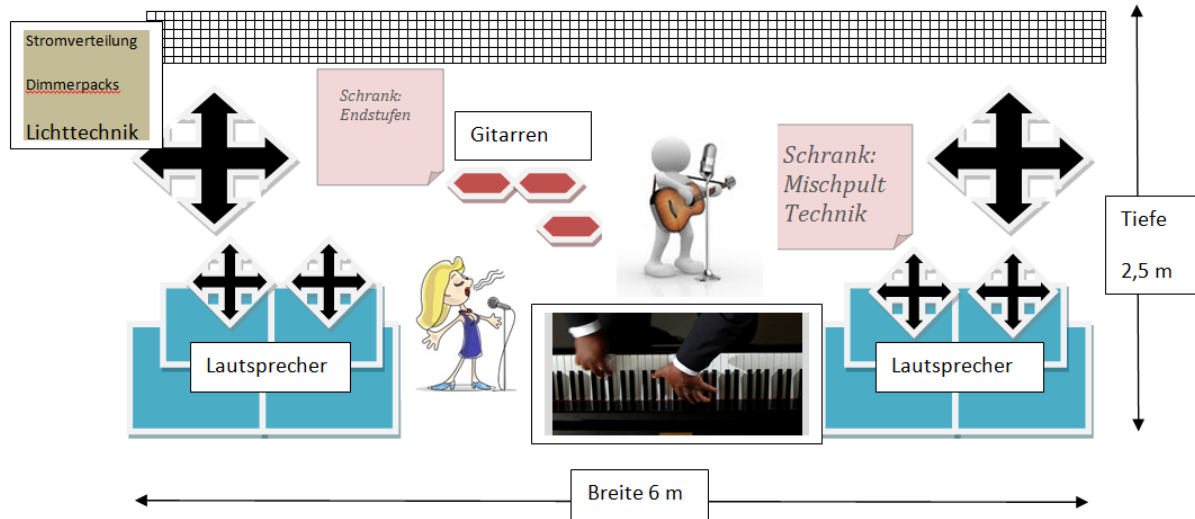 Stromverteilung
Dimmerpacks
Lichttechnik
Schrank:
Endstufen
Gitarren
Schrank:
Mischpult
Technik
Tiefe
2,5 m
Lautsprecher
Lautsprecher
Breite 6 m